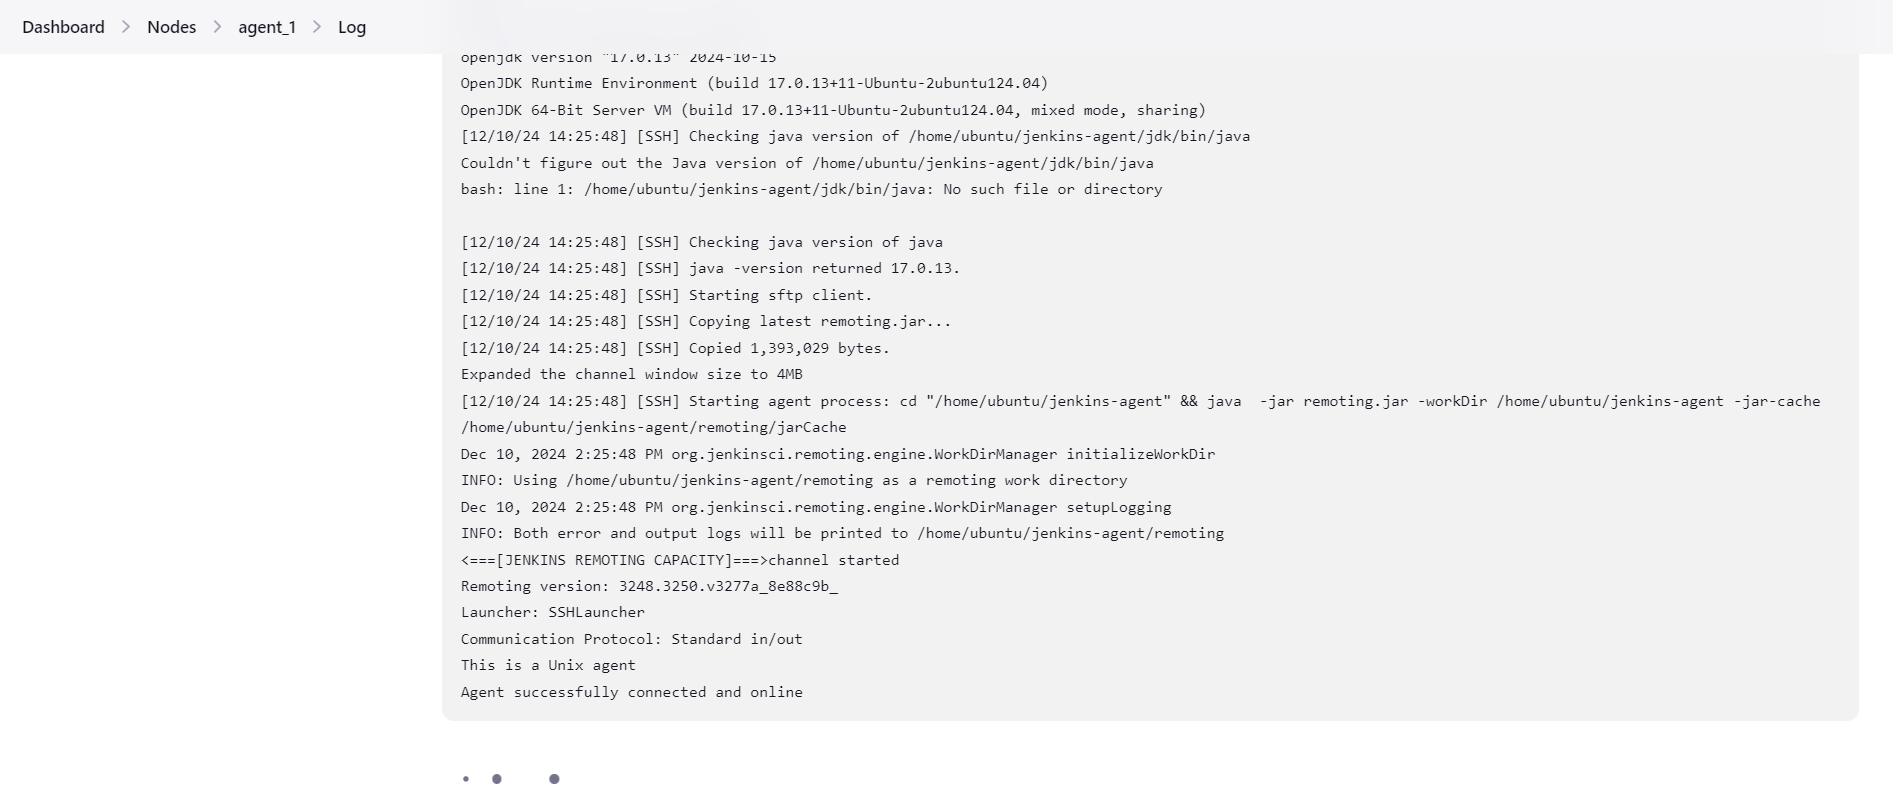 Dashboard > Nodes > agent_1 > Log
openjdk version "17.0.13" 2024-10-15
OpenJDK Runtime Environment (build 17.0.13+11-Ubuntu-2ubuntu124.04)
OpenJDK 64-Bit Server VM (build 17.0.13+11-Ubuntu-2ubuntu124.04, mixed mode, sharing)
[12/10/24 14:25:48] [SSH] Checking java version of /home/ubuntu/jenkins-agent/jdk/bin/java
Couldn't figure out the Java version of /home/ubuntu/jenkins-agent/jdk/bin/java
bash: line 1: /home/ubuntu/jenkins-agent/jdk/bin/java: No such file or directory
[12/10/24 14:25:48] [SSH] Checking java version of java
[12/10/24 14:25:48] [SSH] java -version returned 17.0.13.
[12/10/24 14:25:48] [SSH] Starting sftp client.
[12/10/24 14:25:48] [SSH] Copying latest remoting.jar...
[12/10/24 14:25:48] [SSH] Copied 1,393,029 bytes.
Expanded the channel window size to 4MB
[12/10/24 14:25:48] [SSH] Starting agent process: cd "/home/ubuntu/jenkins-agent" && java  -jar remoting.jar -workDir /home/ubuntu/jenkins-agent -jar-cache
/home/ubuntu/jenkins-agent/remoting/jarCache
Dec 10, 2024 2:25:48 PM org.jenkinsci.remoting.engine.WorkDirManager initializeWorkDir
INFO: Using /home/ubuntu/jenkins-agent/remoting as a remoting work directory
Dec 10, 2024 2:25:48 PM org.jenkinsci.remoting.engine.WorkDirManager setupLogging
INFO: Both error and output logs will be printed to /home/ubuntu/jenkins-agent/remoting
<===[JENKINS REMOTING CAPACITY]===>channel started
Remoting version: 3248.3250.v3277a_8e88c9b_
Launcher: SSHLauncher
Communication Protocol: Standard in/out
This is a Unix agent
Agent successfully connected and online